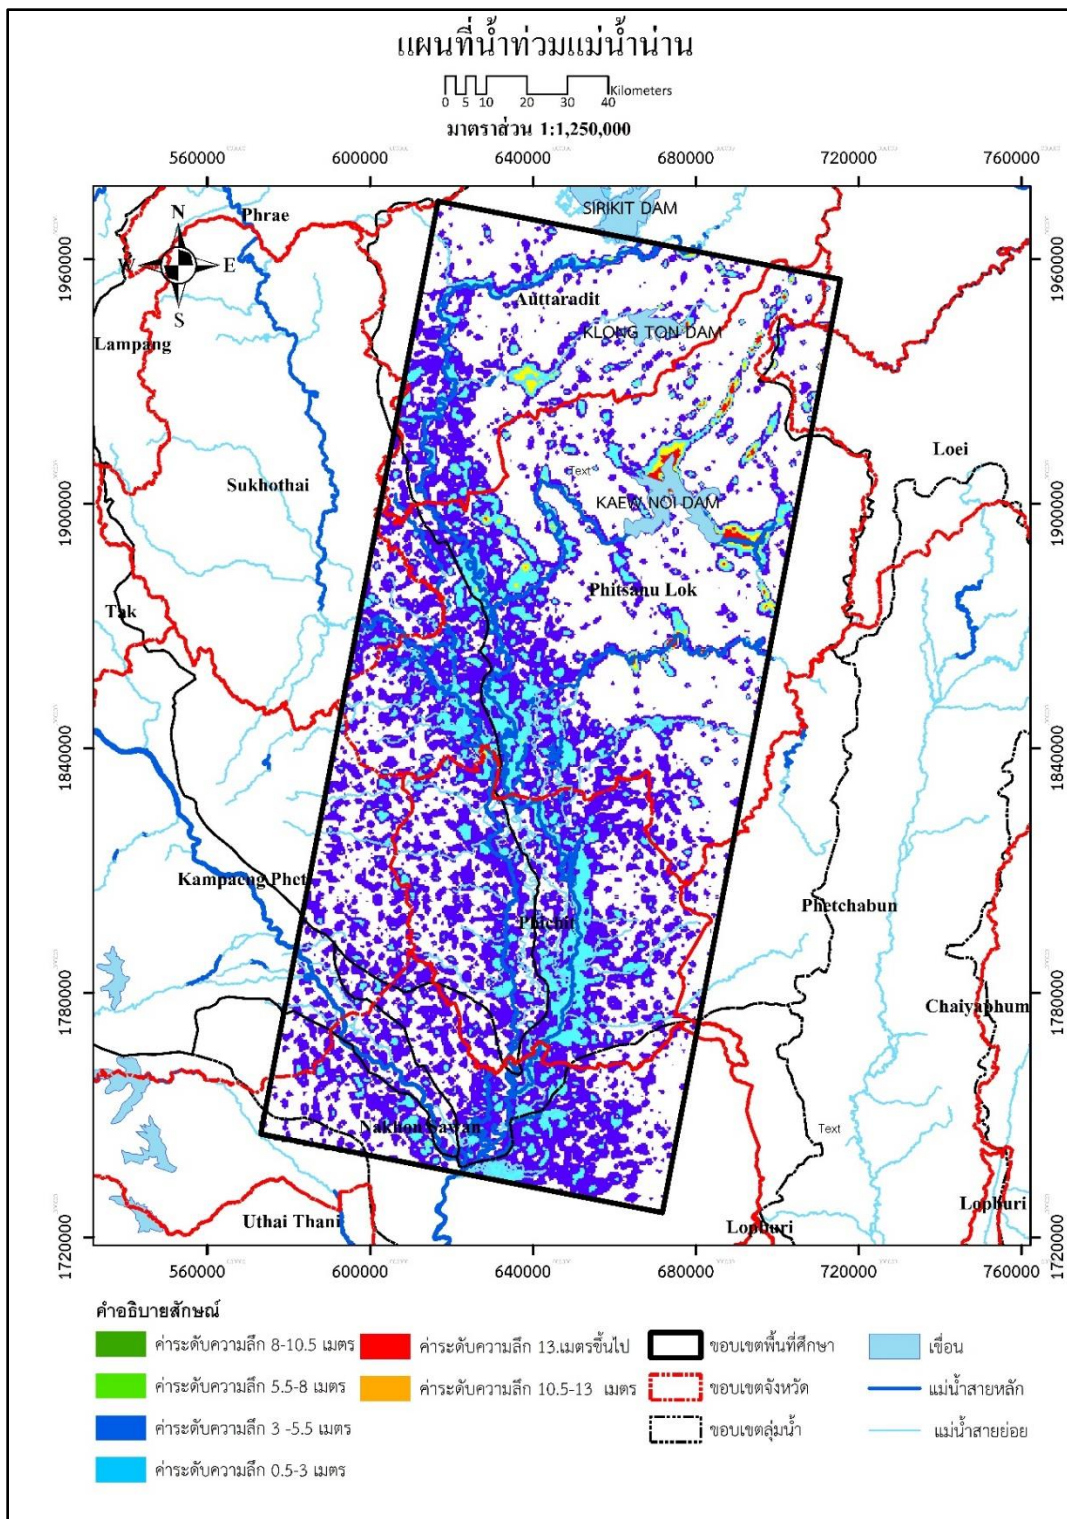 แผนที่น้ำท่วมแม่น้ำน่าน
Kilometers
0 5 10 20 30 40
มาตราส่วน 1:1,250,000
560000 600000 640000 680000 720000 760000
SIRIKIT DAM
Phrae
N
W E
S
1960000 1960000
Auttaradit
KLONG TON DAM
Lampang
Loei
Text
Sukhothai
KAEW NOI DAM
1900000 1900000
Phitsanu Lok
Tak
1840000 1840000
Kampaeng Phet
Phetchabun
Phichit
1780000 1780000
Chaiyaphum
Nakhon Sawan
Text
Uthai Thani
Lopburi
Lopburi
1720000 1720000
560000 600000 640000 680000 720000 760000
คำอธิบายสักษณ์
ค่าระดับความลึก 8-10.5 เมตร ค่าระดับความลึก 13.เมตรขึ้นไป ขอบเขตพื้นที่ศึกษา เขื่อน
ค่าระดับความลึก 5.5-8 เมตร ค่าระดับความลึก 10.5-13 เมตร ขอบเขตจังหวัด แม่น้ำสายหลัก
ค่าระดับความลึก 3 -5.5 เมตร ขอบเขตลุ่มน้ำ แม่น้ำสายย่อย
ค่าระดับความลึก 0.5-3 เมตร